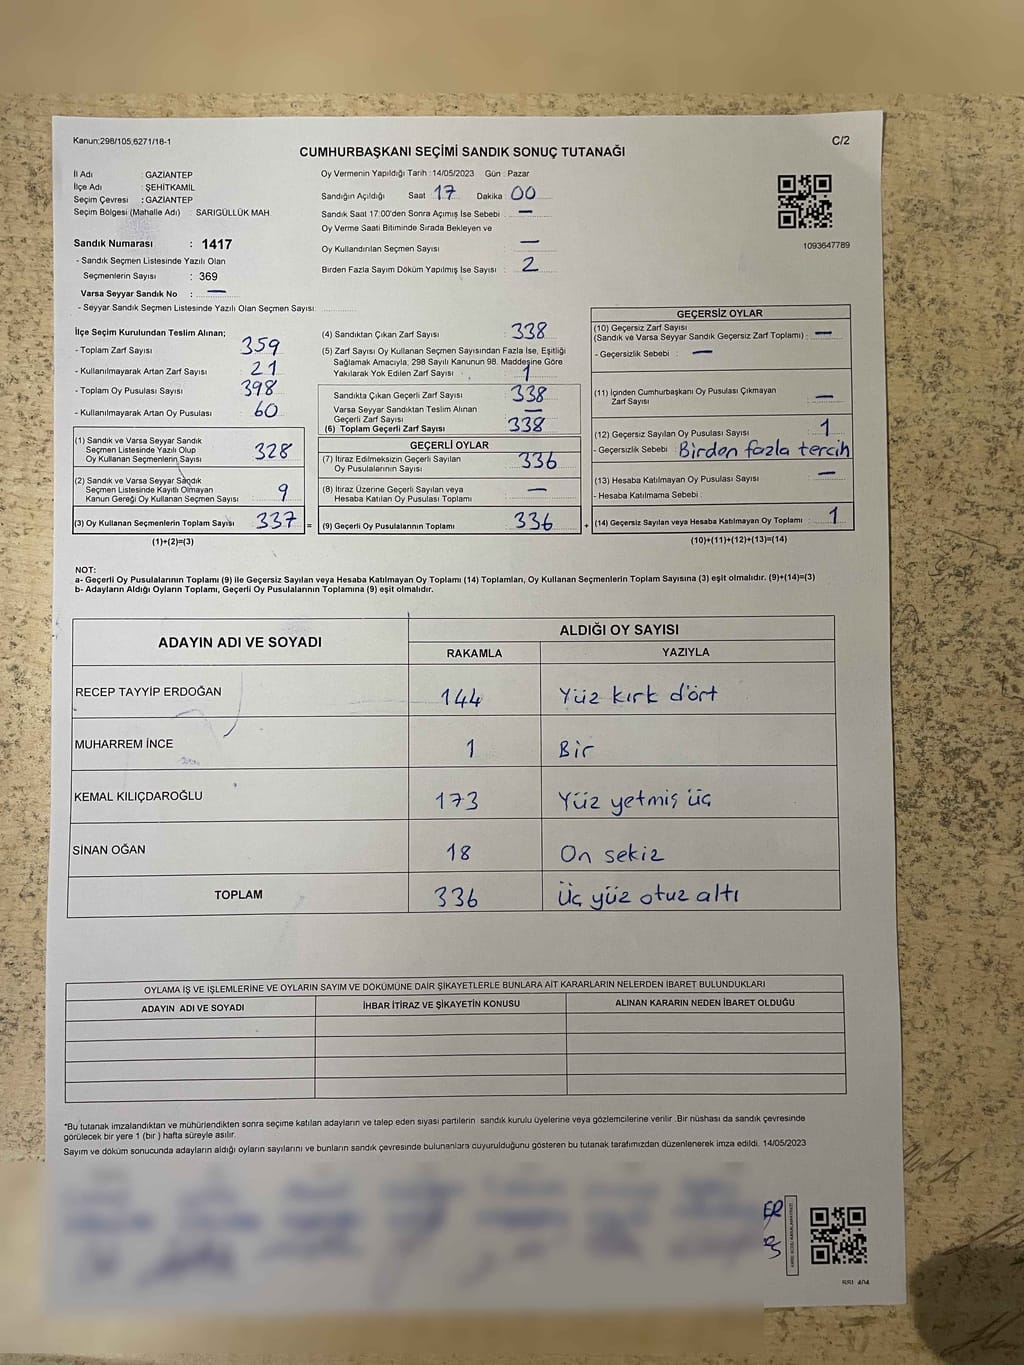 Kanun:298/105,6271/18-1
C/2
CUMHURBAŞKANI SEÇİMİ SANDIK SONUÇ TUTANAĞI
İl Adı : GAZİANTEP
İlçe Adı : ŞEHİTKAMİL
Seçim Çevresi : GAZİANTEP
Seçim Bölgesi (Mahalle Adı) : SARIGÜLLÜK MAH.
Sandık Numarası : 1417
- Sandık Seçmen Listesinde Yazılı Olan
Seçmenlerin Sayısı : 369
Varsa Seyyar Sandık No : —
- Seyyar Sandık Seçmen Listesinde Yazılı Olan Seçmen Sayısı:
Oy Vermenin Yapıldığı Tarih : 14/05/2023 Gün : Pazar
Sandığın Açıldığı Saat 17 Dakika 00
Sandık Saat 17:00'den Sonra Açımış İse Sebebi : —
Oy Verme Saati Bitiminde Sırada Bekleyen ve
Oy Kullandırılan Seçmen Sayısı —
Birden Fazla Sayım Döküm Yapılmış İse Sayısı : 2
1093647789
İlçe Seçim Kurulundan Teslim Alınan;
- Toplam Zarf Sayısı 359
- Kullanılmayarak Artan Zarf Sayısı 21
- Toplam Oy Pusulası Sayısı 398
- Kullanılmayarak Artan Oy Pusulası 60
(1) Sandık ve Varsa Seyyar Sandık
Seçmen Listesinde Yazılı Olup
Oy Kullanan Seçmenlerin Sayısı 328
(2) Sandık ve Varsa Seyyar Sandık
Seçmen Listesinde Kayıtlı Olmayan
Kanun Gereği Oy Kullanan Seçmen Sayısı 9
(3) Oy Kullanan Seçmenlerin Toplam Sayısı 337 =
(1)+(2)=(3)
(4) Sandıktan Çıkan Zarf Sayısı 338
(5) Zarf Sayısı Oy Kullanan Seçmen Sayısından Fazla İse, Eşitliği
Sağlamak Amacıyla, 298 Sayılı Kanunun 98. Maddesine Göre
Yakılarak Yok Edilen Zarf Sayısı 1
Sandıkta Çıkan Geçerli Zarf Sayısı 338
Varsa Seyyar Sandıktan Teslim Alınan
Geçerli Zarf Sayısı —
(6) Toplam Geçerli Zarf Sayısı 338
GEÇERLİ OYLAR
(7) İtiraz Edilmeksizin Geçerli Sayılan
Oy Pusulalarının Sayısı 336
(8) İtiraz Üzerine Geçerli Sayılan veya
Hesaba Katılan Oy Pusulası Toplamı —
(9) Geçerli Oy Pusulalarının Toplamı 336 +
GEÇERSİZ OYLAR
(10) Geçersiz Zarf Sayısı
(Sandık ve Varsa Seyyar Sandık Geçersiz Zarf Toplamı) : —
- Geçersizlik Sebebi : —
(11) İçinden Cumhurbaşkanı Oy Pusulası Çıkmayan
Zarf Sayısı —
(12) Geçersiz Sayılan Oy Pusulası Sayısı 1
- Geçersizlik Sebebi : Birden fazla tercih
(13) Hesaba Katılmayan Oy Pusulası Sayısı —
- Hesaba Katılmama Sebebi :
(14) Geçersiz Sayılan veya Hesaba Katılmayan Oy Toplamı 1
(10)+(11)+(12)+(13)=(14)
NOT:
a- Geçerli Oy Pusulalarının Toplamı (9) ile Geçersiz Sayılan veya Hesaba Katılmayan Oy Toplamı (14) Toplamları, Oy Kullanan Seçmenlerin Toplam Sayısına (3) eşit olmalıdır. (9)+(14)=(3)
b- Adayların Aldığı Oyların Toplamı, Geçerli Oy Pusulalarının Toplamına (9) eşit olmalıdır.
ADAYIN ADI VE SOYADI ALDIĞI OY SAYISI
RAKAMLA YAZIYLA
RECEP TAYYİP ERDOĞAN 144 Yüz kırk dört
MUHARREM İNCE 1 Bir
KEMAL KILIÇDAROĞLU 173 Yüz yetmiş üç
SİNAN OĞAN 18 On sekiz
TOPLAM 336 Üç yüz otuz altı
OYLAMA İŞ VE İŞLEMLERİNE VE OYLARIN SAYIM VE DÖKÜMÜNE DAİR ŞİKAYETLERLE BUNLARA AİT KARARLARIN NELERDEN İBARET BULUNDUKLARI
ADAYIN ADI VE SOYADI İHBAR İTİRAZ VE ŞİKAYETİN KONUSU ALINAN KARARIN NEDEN İBARET OLDUĞU
*Bu tutanak imzalandıktan ve mühürlendikten sonra seçime katılan adayların ve talep eden siyasi partilerin sandık kurulu üyelerine veya gözlemcilerine verilir .Bir nüshası da sandık çevresinde
görülecek bir yere 1 (bir ) hafta süreyle asılır.
Sayım ve döküm sonucunda adayların aldığı oyların sayılarını ve bunların sandık çevresinde bulunanlara duyurulduğunu gösteren bu tutanak tarafımızdan düzenlenerek imza edildi. 14/05/2023